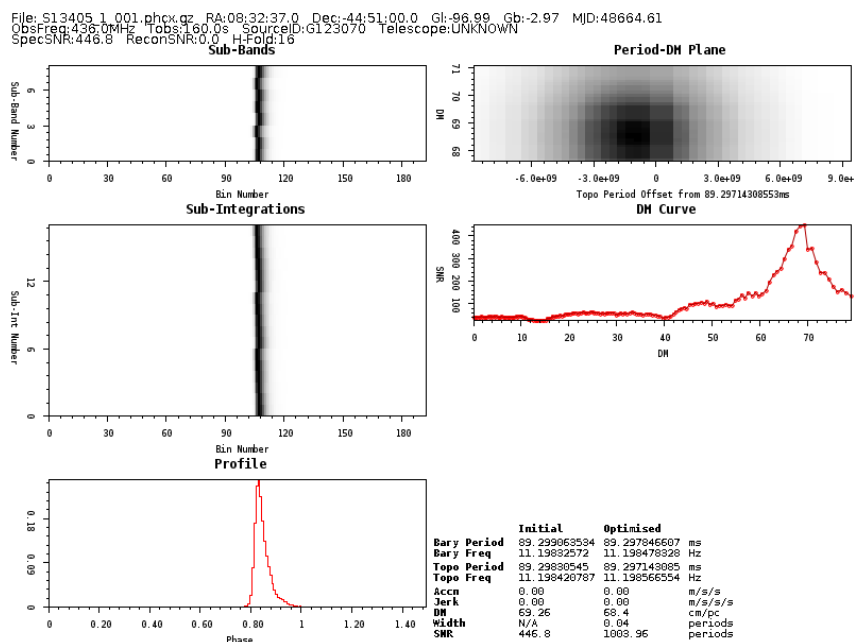 File: S13405_1_001.phcx.gz RA:08:32:37.0 Dec:-44:51:00.0 Gl:-96.99 Gb:-2.97 MJD:48664.61
ObsFreq:436.0MHz Tobs:160.0s SourceID:G123070 Telescope:UNKNOWN
SpecSNR:446.8 ReconSNR:0.0 H-Fold:16
Sub-Bands
Sub-Band Number
0 3 6
0 30 60 90 120 150 180
Bin Number
Period-DM Plane
DM
68 69 70 71
-6.0e+09 -3.0e+09 0 3.0e+09 6.0e+09 9.0e+
Topo Period Offset from 89.29714308553ms
Sub-Integrations
Sub-Int Number
0 6 12
0 30 60 90 120 150 180
Bin Number
DM Curve
SNR
100 200 300 400
0 10 20 30 40 50 60 70
DM
Profile
0 0.09 0.18
0 0.20 0.40 0.60 0.80 1 1.20 1.40
Phase
Initial Optimised
Bary Period 89.299063534 89.297846607 ms
Bary Freq 11.19832572 11.198478328 Hz
Topo Period 89.29830545 89.297143085 ms
Topo Freq 11.198420787 11.198566554 Hz
Accn 0.00 0.00 m/s/s
Jerk 0.00 0.00 m/s/s/s
DM 69.26 68.4 cm/pc
Width N/A 0.04 periods
SNR 446.8 1003.96 periods